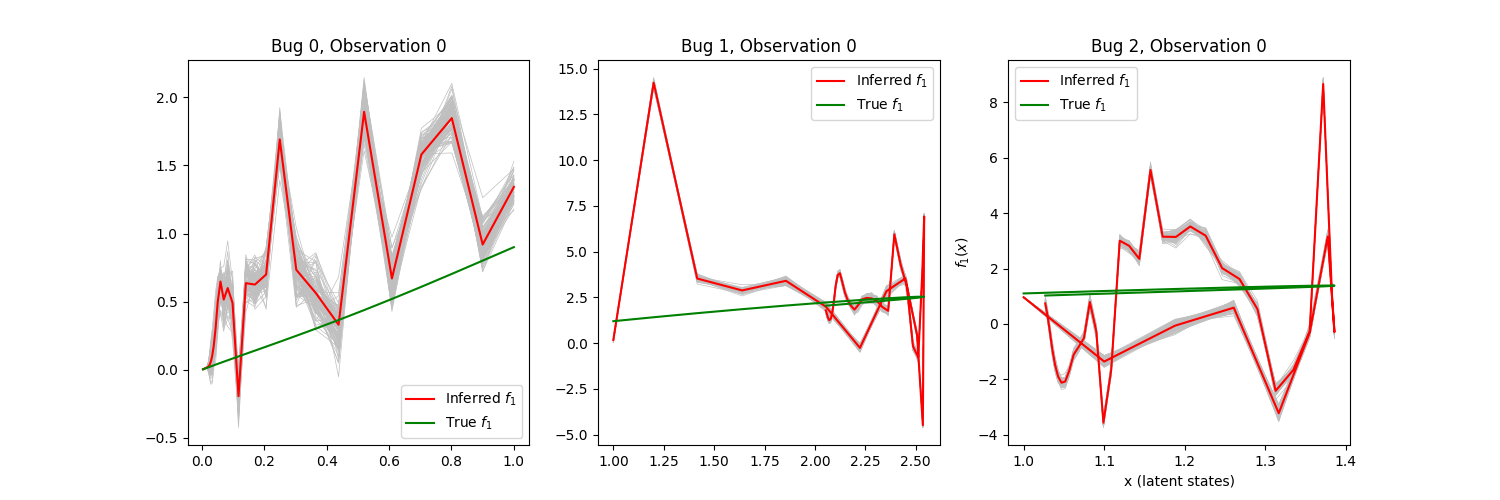 Bug 0, Observation 0
2.0
1.5
1.0
0.5
0.0
−0.5
0.0 0.2 0.4 0.6 0.8 1.0
Inferred f₁
True f₁
Bug 1, Observation 0
15.0
12.5
10.0
7.5
5.0
2.5
0.0
−2.5
−5.0
1.00 1.25 1.50 1.75 2.00 2.25 2.50
Inferred f₁
True f₁
Bug 2, Observation 0
f₁(x)
8
6
4
2
0
−2
−4
1.0 1.1 1.2 1.3 1.4
x (latent states)
Inferred f₁
True f₁